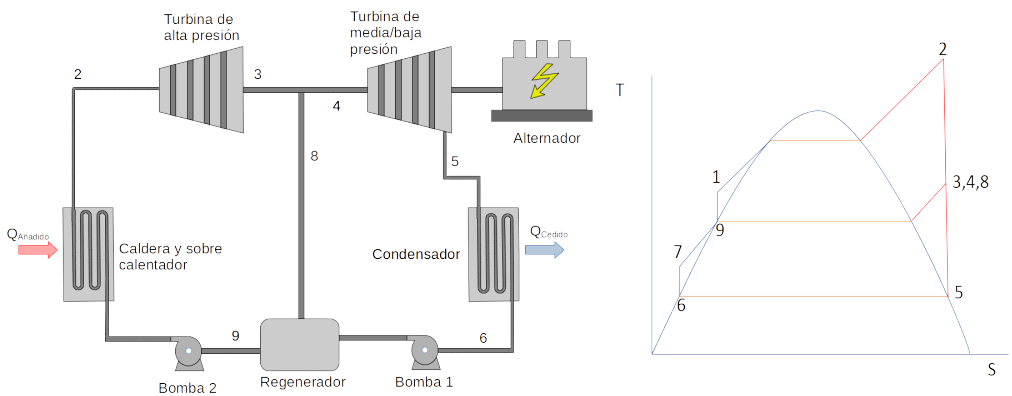 Turbina de
alta presión
Turbina de
media/baja
presión
2
3
4
T
2
Alternador
8
5
1
3,4,8
7
9
QAñadido
Caldera y sobre
calentador
Condensador
QCedido
6
5
9
6
Bomba 2
Regenerador
Bomba 1
S